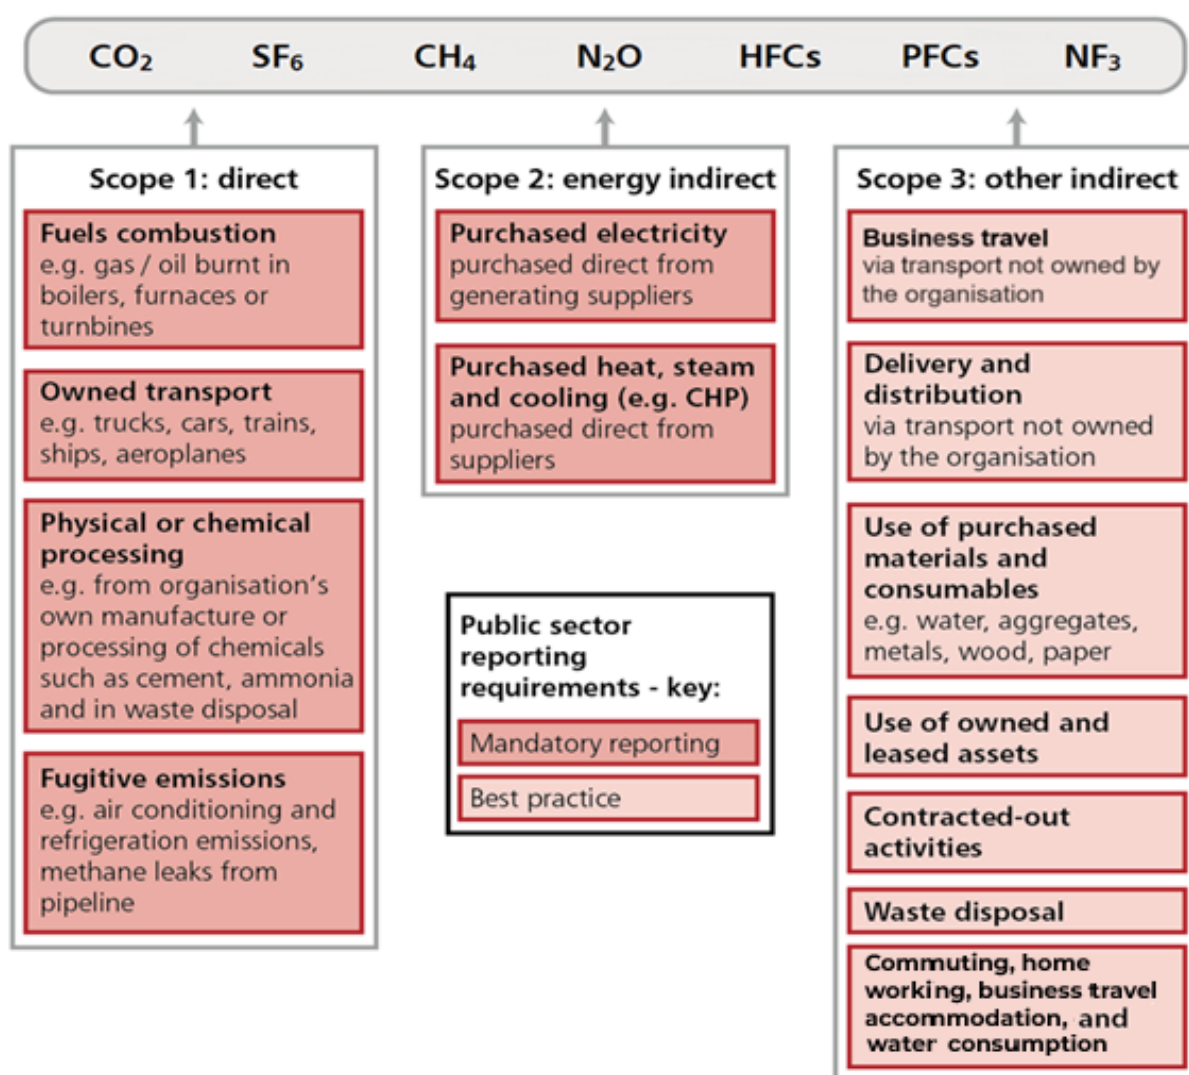 CO₂ SF₆ CH₄ N₂O HFCs PFCs NF₃
Scope 1: direct
Fuels combustion
e.g. gas / oil burnt in
boilers, furnaces or
turnbines
Owned transport
e.g. trucks, cars, trains,
ships, aeroplanes
Physical or chemical
processing
e.g. from organisation's
own manufacture or
processing of chemicals
such as cement, ammonia
and in waste disposal
Fugitive emissions
e.g. air conditioning and
refrigeration emissions,
methane leaks from
pipeline
Scope 2: energy indirect
Purchased electricity
purchased direct from
generating suppliers
Purchased heat, steam
and cooling (e.g. CHP)
purchased direct from
suppliers
Public sector
reporting
requirements - key:
Mandatory reporting
Best practice
Scope 3: other indirect
Business travel
via transport not owned by
the organisation
Delivery and
distribution
via transport not owned
by the organisation
Use of purchased
materials and
consumables
e.g. water, aggregates,
metals, wood, paper
Use of owned and
leased assets
Contracted-out
activities
Waste disposal
Commuting, home
working, business travel
accommodation, and
water consumption